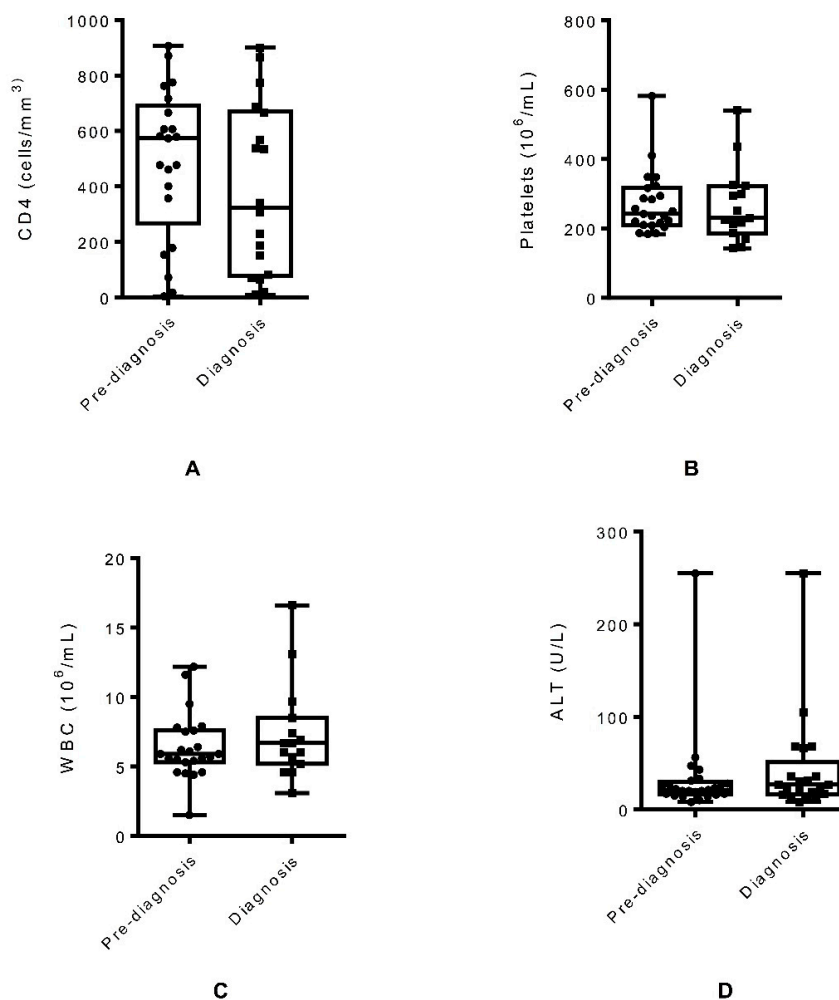 CD4 (cells/mm³)
1000
800
600
400
200
0
Pre-diagnosis
Diagnosis
A
Platelets (10⁶/mL)
800
600
400
200
0
Pre-diagnosis
Diagnosis
B
WBC (10⁶/mL)
20
15
10
5
0
Pre-diagnosis
Diagnosis
C
ALT (U/L)
300
200
100
0
Pre-diagnosis
Diagnosis
D